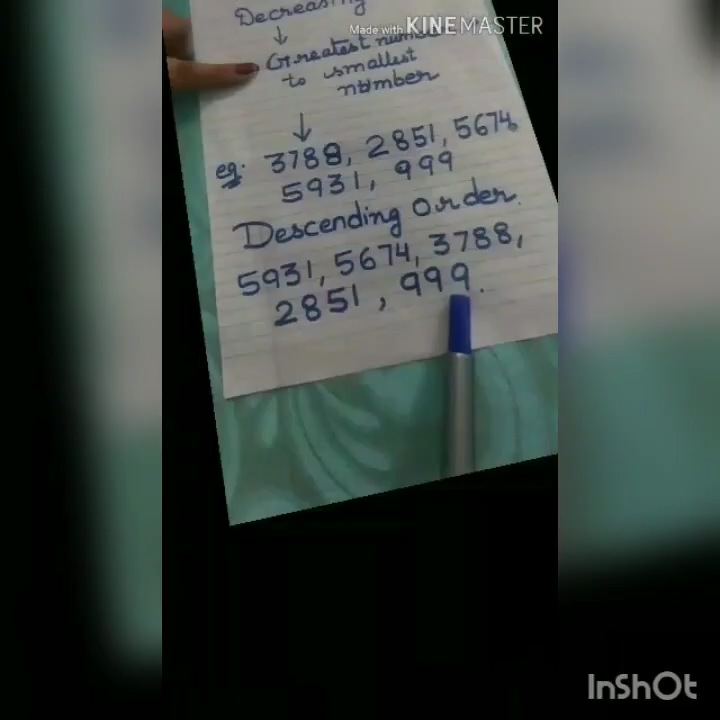 Decreasing
Made with KINEMASTER
↓
Greatest
to smallest
number
↓
eg. 3788, 2851, 5674,
5931, 999
Descending Order.
5931, 5674, 3788,
2851, 999.
InShOt